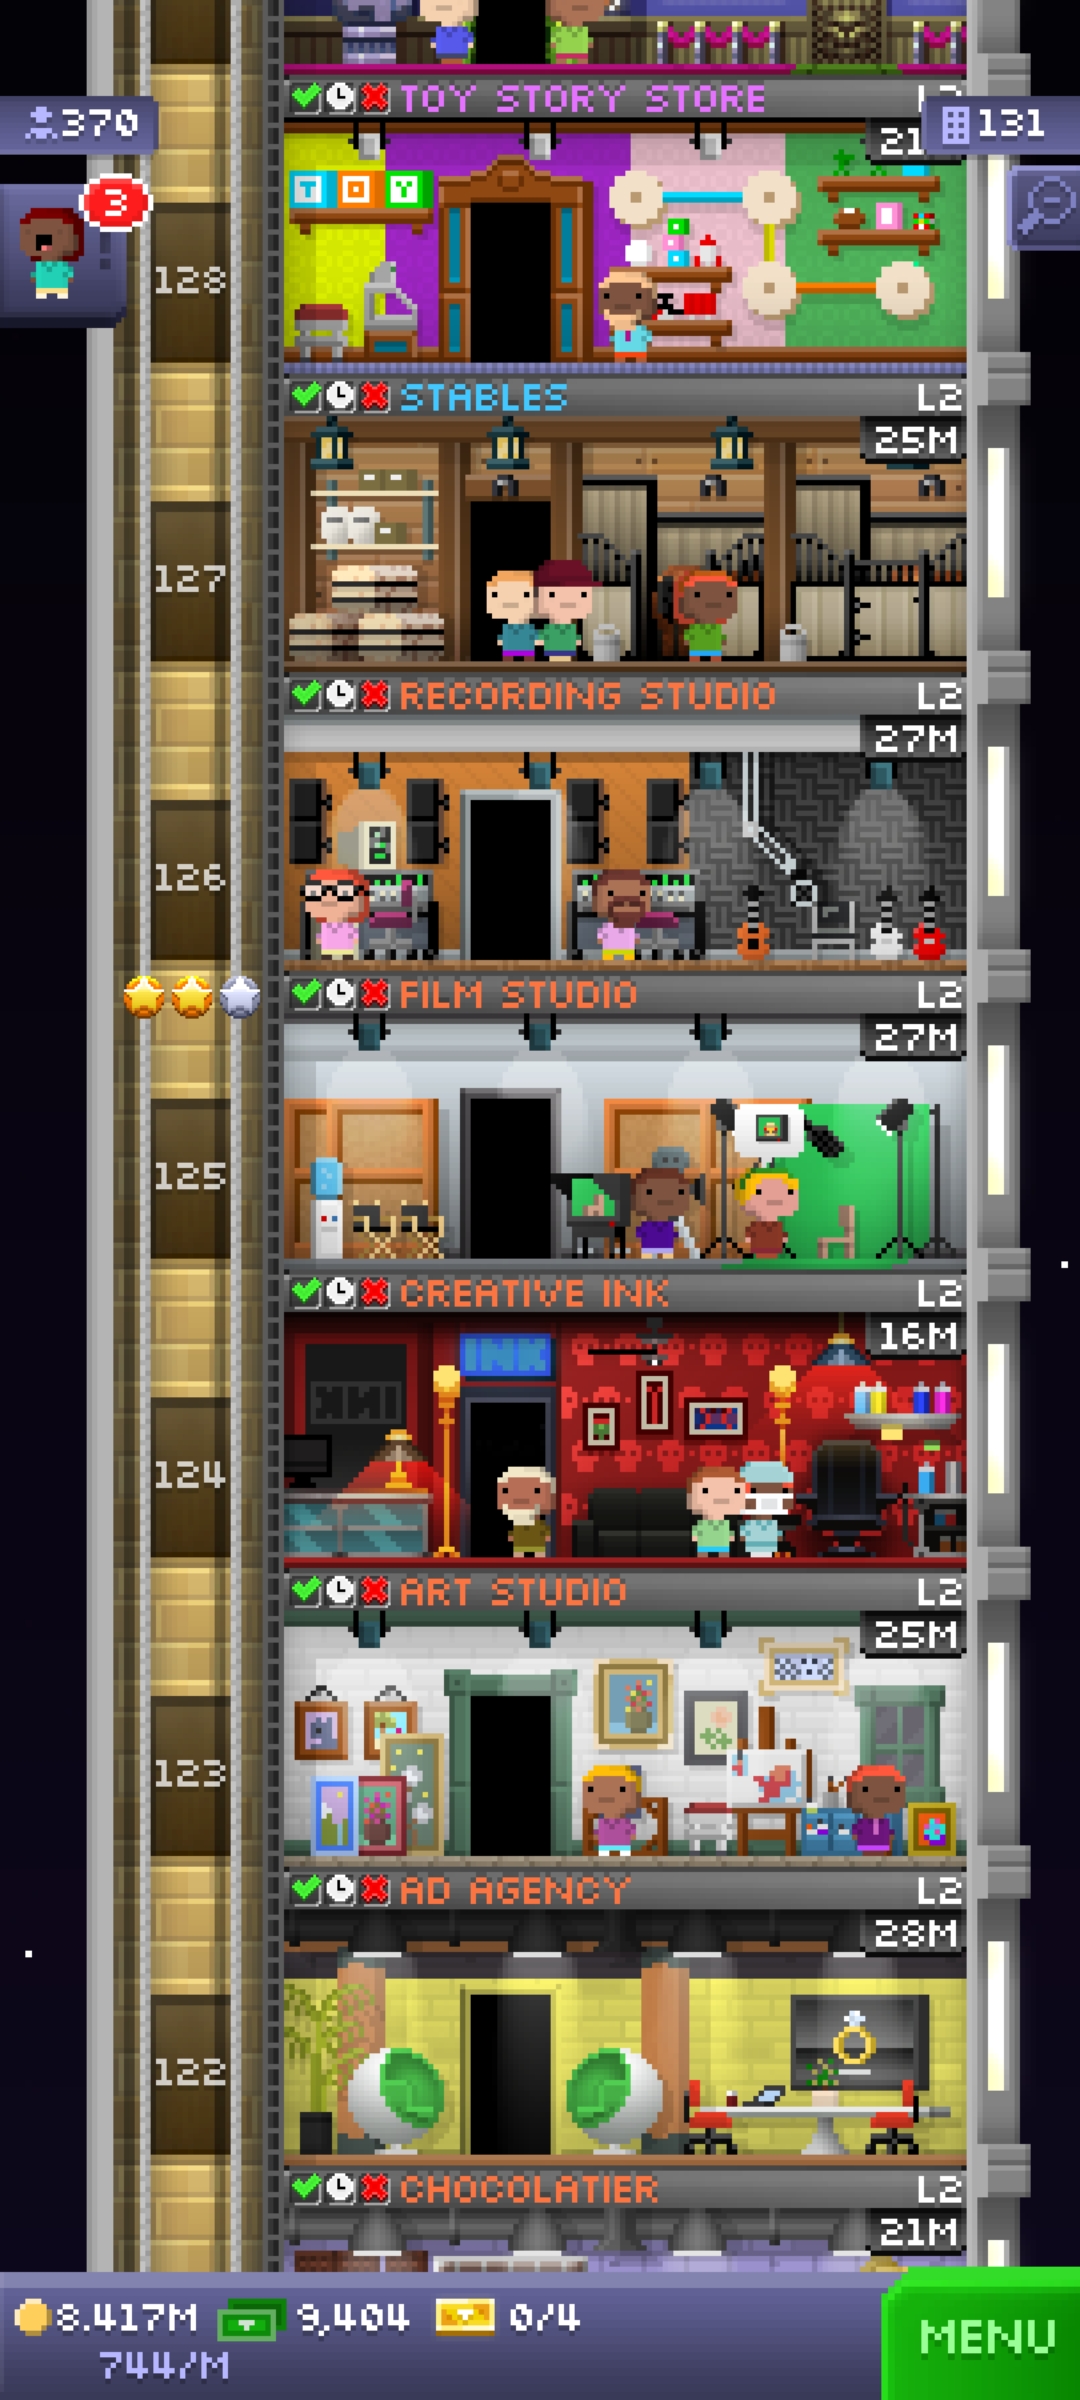 TOY STORY STORE
370
131
3
TOY
128
STABLES L2
25M
127
RECORDING STUDIO L2
27M
126
FILM STUDIO L2
27M
125
CREATIVE INK L2
16M
INK
124
ART STUDIO L2
25M
123
AD AGENCY L2
28M
122
CHOCOLATIER L2
21M
8.417M 9,404 0/4
744/M
MENU